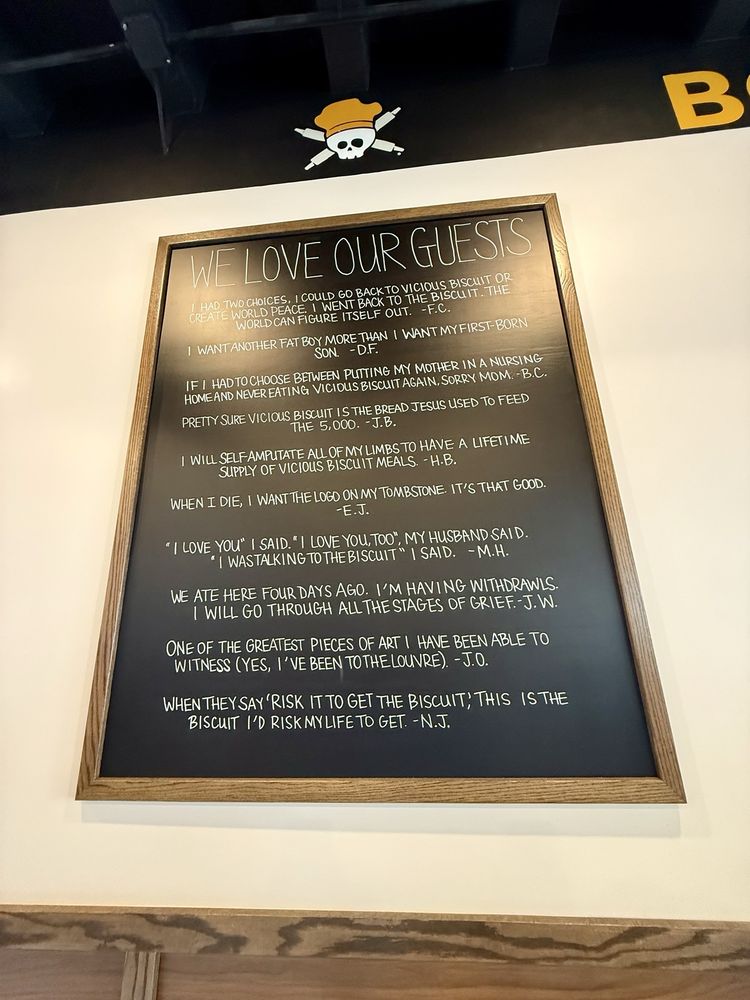 B
WE LOVE OUR GUESTS
I HAD TWO CHOICES, I COULD GO BACK TO VICIOUS BISCUIT OR
CREATE WORLD PEACE. I WENT BACK TO THE BISCUIT. THE
WORLD CAN FIGURE ITSELF OUT. -F.C.
I WANT ANOTHER FAT BOY MORE THAN I WANT MY FIRST-BORN
SON. -D.F.
IF I HAD TO CHOOSE BETWEEN PUTTING MY MOTHER IN A NURSING
HOME AND NEVER EATING VICIOUS BISCUIT AGAIN, SORRY MOM. -B.C.
PRETTY SURE VICIOUS BISCUIT IS THE BREAD JESUS USED TO FEED
THE 5,000. -J.B.
I WILL SELF-AMPUTATE ALL OF MY LIMBS TO HAVE A LIFETIME
SUPPLY OF VICIOUS BISCUIT MEALS. -H.B.
WHEN I DIE, I WANT THE LOGO ON MY TOMBSTONE. IT'S THAT GOOD.
-E.J.
"I LOVE YOU" I SAID. "I LOVE YOU, TOO", MY HUSBAND SAID.
"I WAS TALKING TO THE BISCUIT" I SAID. -M.H.
WE ATE HERE FOUR DAYS AGO. I'M HAVING WITHDRAWLS.
I WILL GO THROUGH ALL THE STAGES OF GRIEF. -J.W.
ONE OF THE GREATEST PIECES OF ART I HAVE BEEN ABLE TO
WITNESS (YES, I'VE BEEN TO THE LOUVRE). -J.O.
WHEN THEY SAY 'RISK IT TO GET THE BISCUIT,' THIS IS THE
BISCUIT I'D RISK MY LIFE TO GET. -N.J.